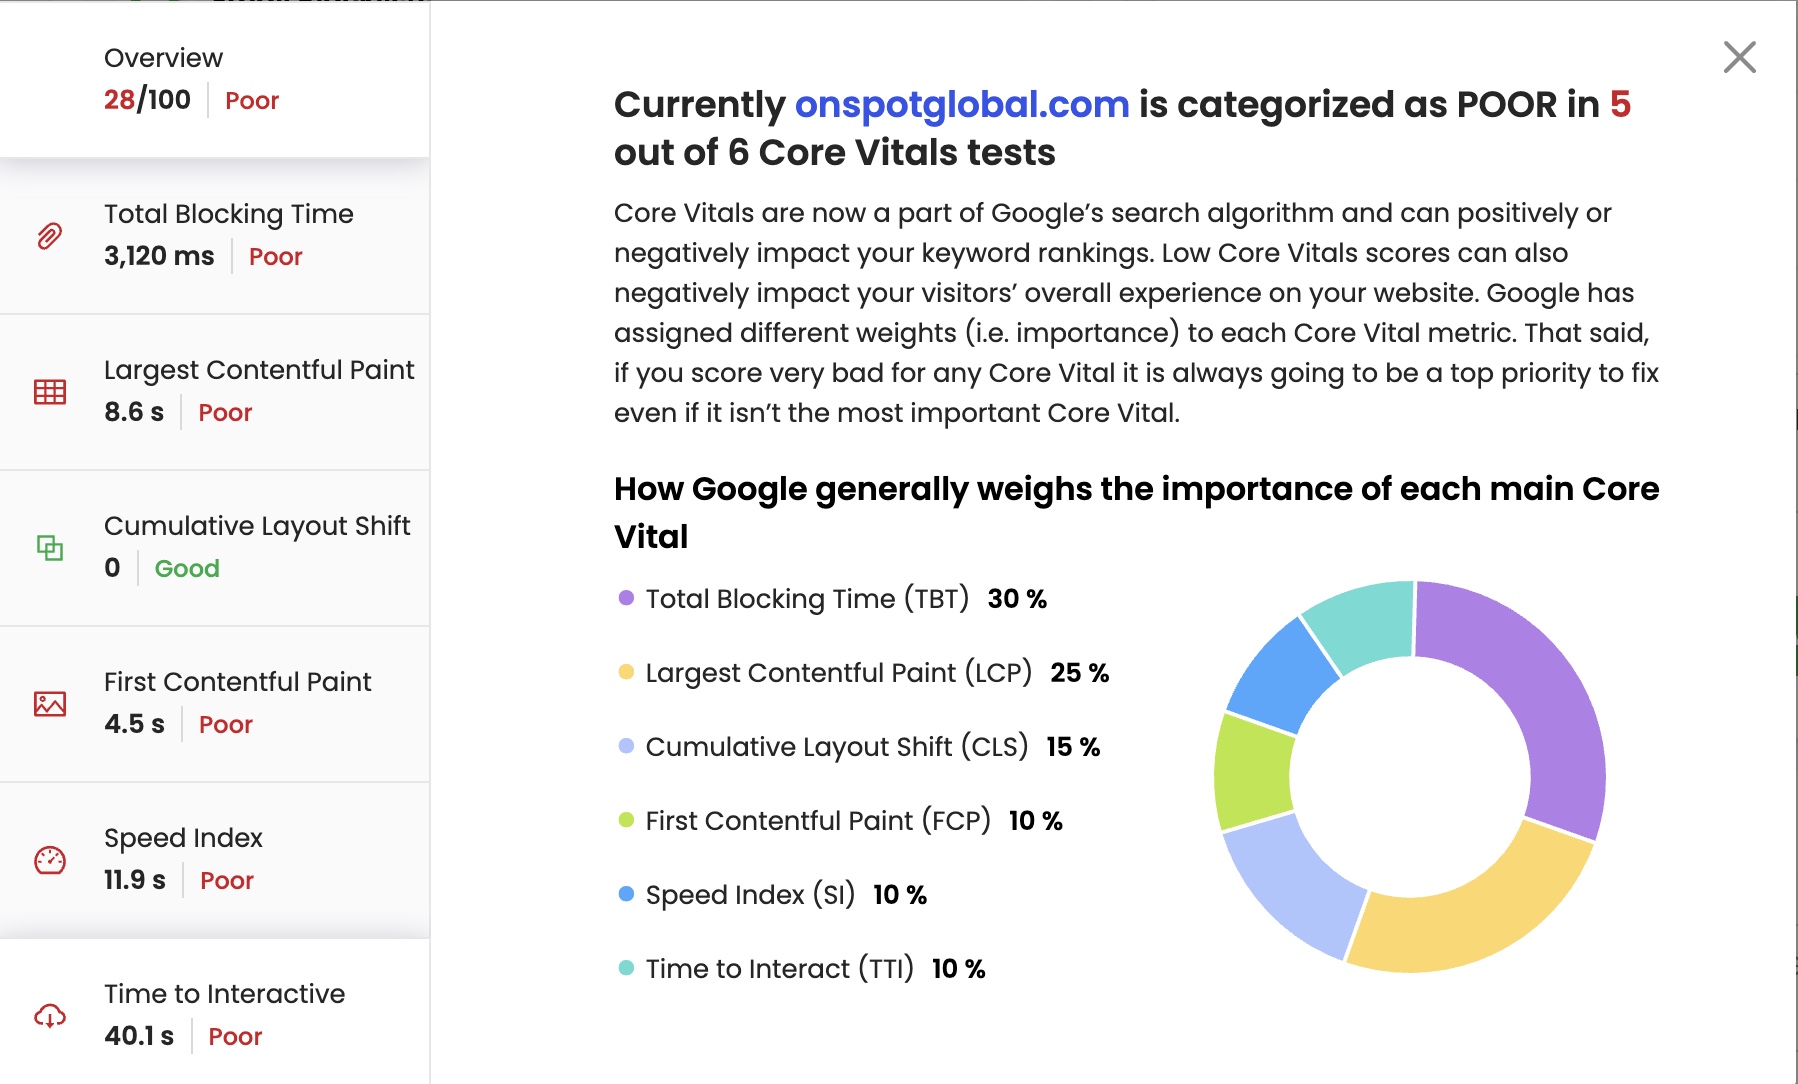 Overview
28/100 Poor
Total Blocking Time
3,120 ms Poor
Largest Contentful Paint
8.6 s Poor
Cumulative Layout Shift
0 Good
First Contentful Paint
4.5 s Poor
Speed Index
11.9 s Poor
Time to Interactive
40.1 s Poor
Currently onspotglobal.com is categorized as POOR in 5
out of 6 Core Vitals tests
Core Vitals are now a part of Google’s search algorithm and can positively or
negatively impact your keyword rankings. Low Core Vitals scores can also
negatively impact your visitors’ overall experience on your website. Google has
assigned different weights (i.e. importance) to each Core Vital metric. That said,
if you score very bad for any Core Vital it is always going to be a top priority to fix
even if it isn’t the most important Core Vital.
How Google generally weighs the importance of each main Core
Vital
Total Blocking Time (TBT) 30 %
Largest Contentful Paint (LCP) 25 %
Cumulative Layout Shift (CLS) 15 %
First Contentful Paint (FCP) 10 %
Speed Index (SI) 10 %
Time to Interact (TTI) 10 %